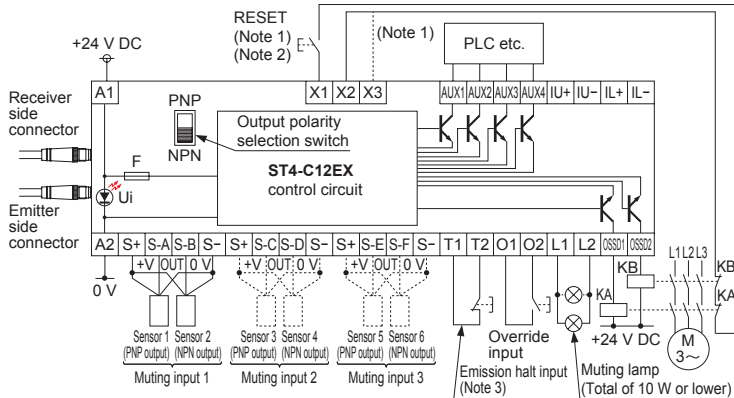 RESET
(Note 1)
(Note 2)
(Note 1)
PLC etc.
+24 V DC
A1
X1 X2 X3
AUX1 AUX2 AUX3 AUX4 IU+ IU− IL+ IL−
Receiver
side
connector
PNP
NPN
Output polarity
selection switch
F
ST4-C12EX
control circuit
Ui
Emitter
side
connector
A2 S+ S-A S-B S− S+ S-C S-D S− S+ S-E S-F S− T1 T2 O1 O2 L1 L2 OSSD1 OSSD2
0 V
+V OUT 0 V
+V OUT 0 V
+V OUT 0 V
L1 L2 L3
KB
KB
KA
KA
Sensor 1
(PNP output)
Sensor 2
(NPN output)
Muting input 1
Sensor 3
(PNP output)
Sensor 4
(NPN output)
Muting input 2
Sensor 5
(PNP output)
Sensor 6
(NPN output)
Muting input 3
Override
input
Emission halt input
(Note 3)
+24 V DC
Muting lamp
(Total of 10 W or lower)
M
3~